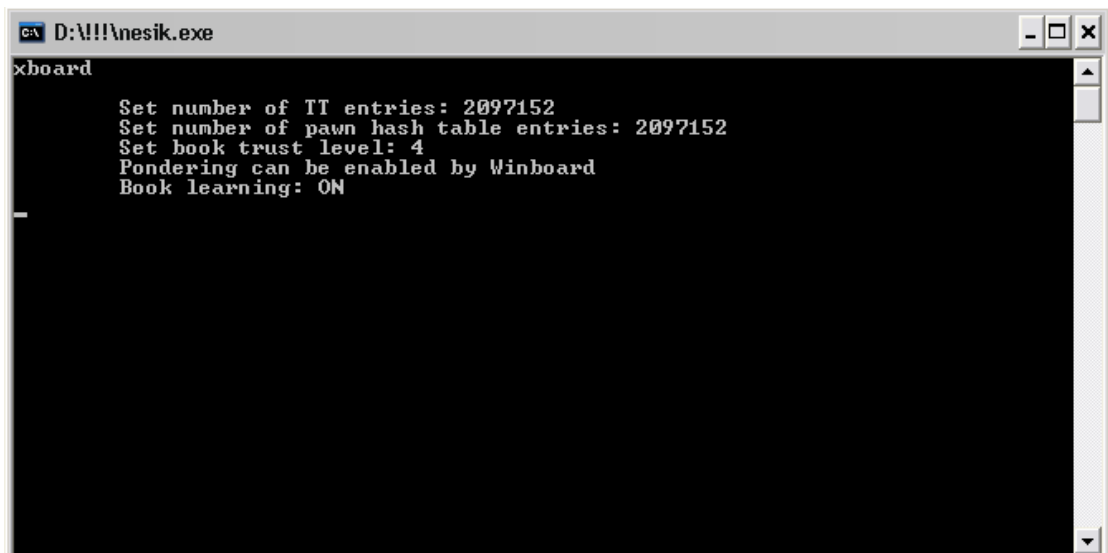 D:\!!!\nesik.exe
xboard
Set number of TT entries: 2097152
Set number of pawn hash table entries: 2097152
Set book trust level: 4
Pondering can be enabled by Winboard
Book learning: ON